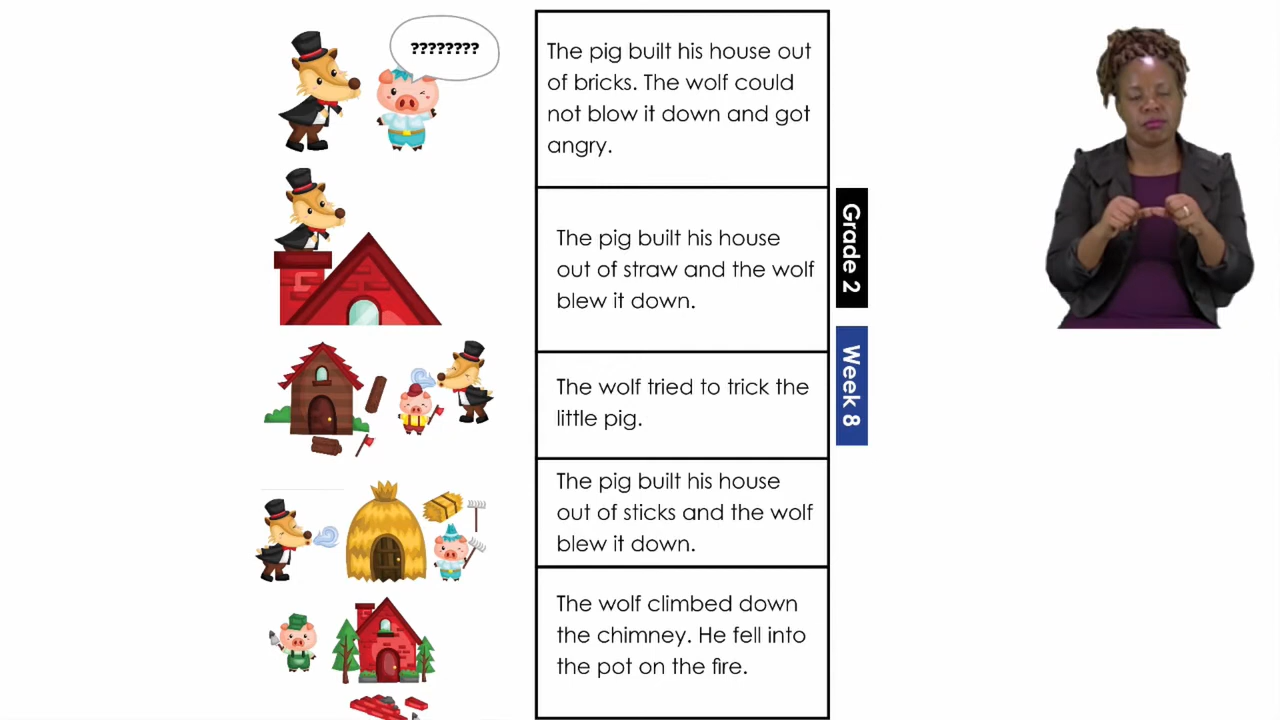 ????????
The pig built his house out
of bricks. The wolf could
not blow it down and got
angry.
The pig built his house
out of straw and the wolf
blew it down.
The wolf tried to trick the
little pig.
The pig built his house
out of sticks and the wolf
blew it down.
The wolf climbed down
the chimney. He fell into
the pot on the fire.
Grade 2
Week 8